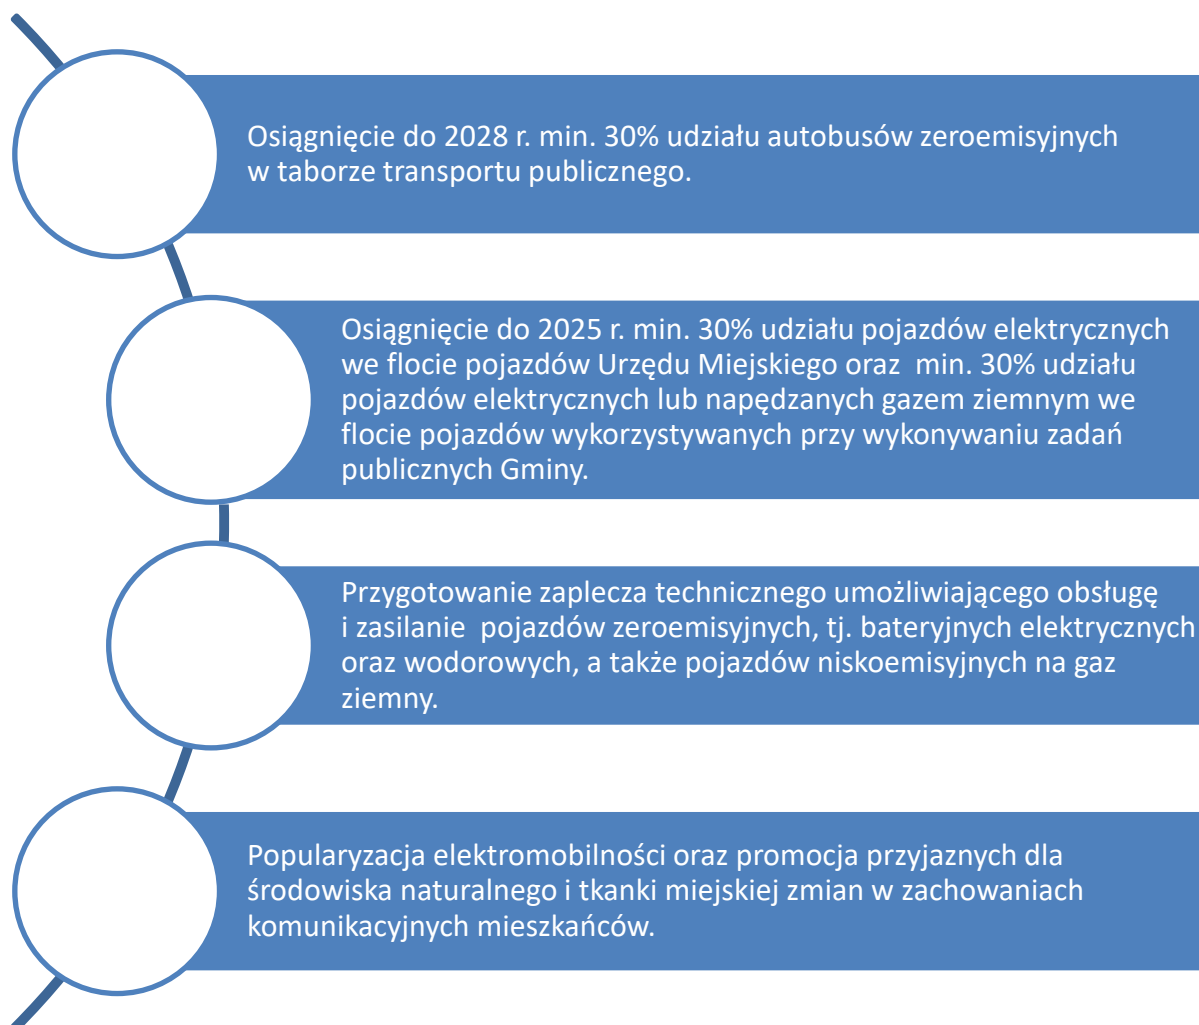 Osiągnięcie do 2028 r. min. 30% udziału autobusów zeroemisyjnych
w taborze transportu publicznego.
Osiągnięcie do 2025 r. min. 30% udziału pojazdów elektrycznych
we flocie pojazdów Urzędu Miejskiego oraz  min. 30% udziału
pojazdów elektrycznych lub napędzanych gazem ziemnym we
flocie pojazdów wykorzystywanych przy wykonywaniu zadań
publicznych Gminy.
Przygotowanie zaplecza technicznego umożliwiającego obsługę
i zasilanie  pojazdów zeroemisyjnych, tj. bateryjnych elektrycznych
oraz wodorowych, a także pojazdów niskoemisyjnych na gaz
ziemny.
Popularyzacja elektromobilności oraz promocja przyjaznych dla
środowiska naturalnego i tkanki miejskiej zmian w zachowaniach
komunikacyjnych mieszkańców.